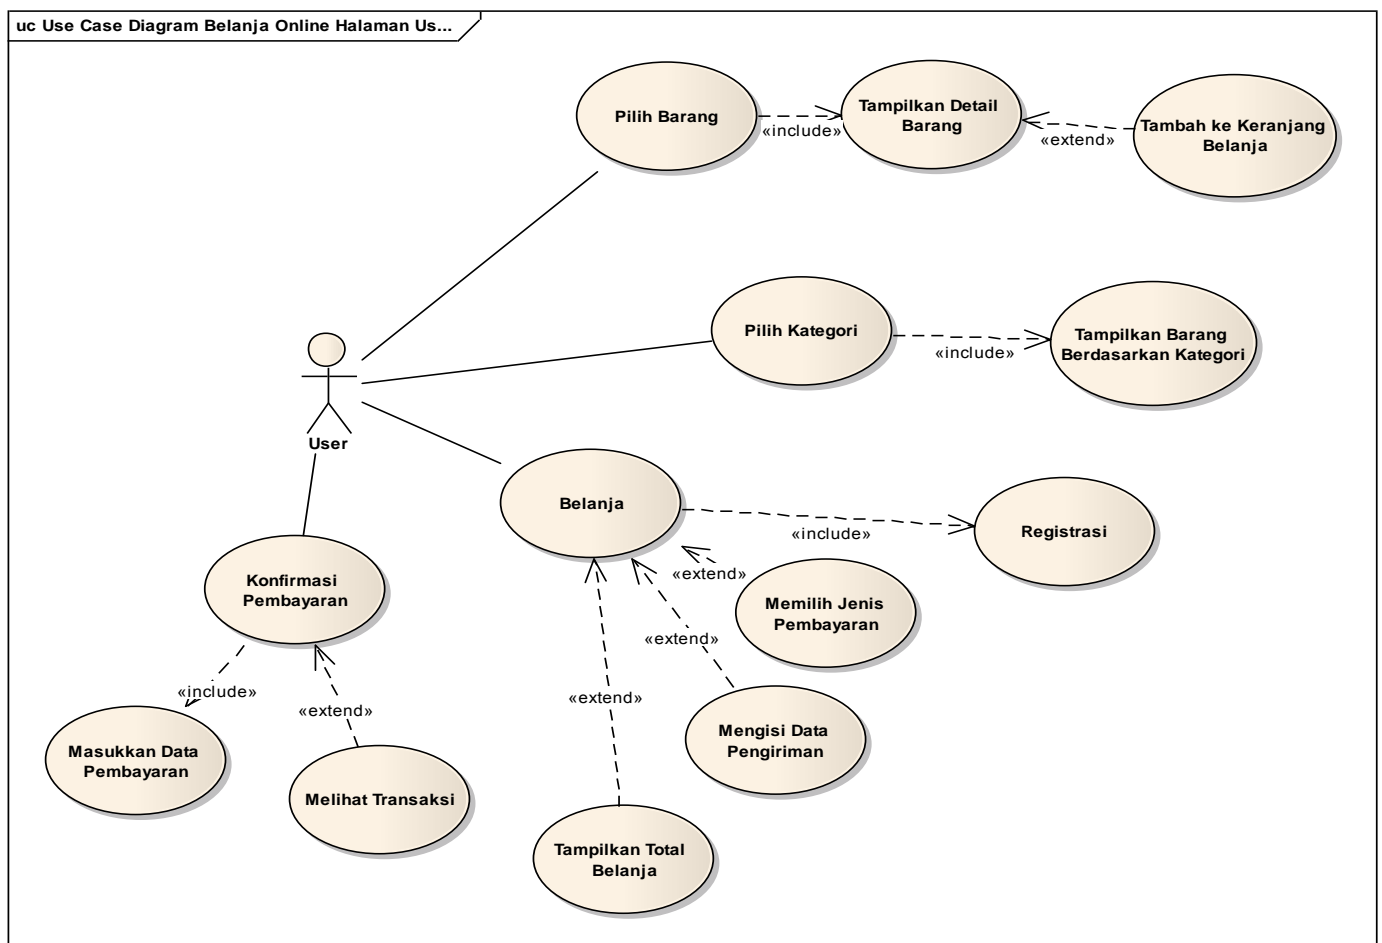 uc Use Case Diagram Belanja Online Halaman Us...
Pilih Barang
«include»
Tampilkan Detail
Barang
«extend»
Tambah ke Keranjang
Belanja
Pilih Kategori
«include»
Tampilkan Barang
Berdasarkan Kategori
User
Belanja
«include»
Registrasi
«extend»
Memilih Jenis
Pembayaran
«extend»
Mengisi Data
Pengiriman
«extend»
Tampilkan Total
Belanja
Konfirmasi
Pembayaran
«include»
Masukkan Data
Pembayaran
«extend»
Melihat Transaksi